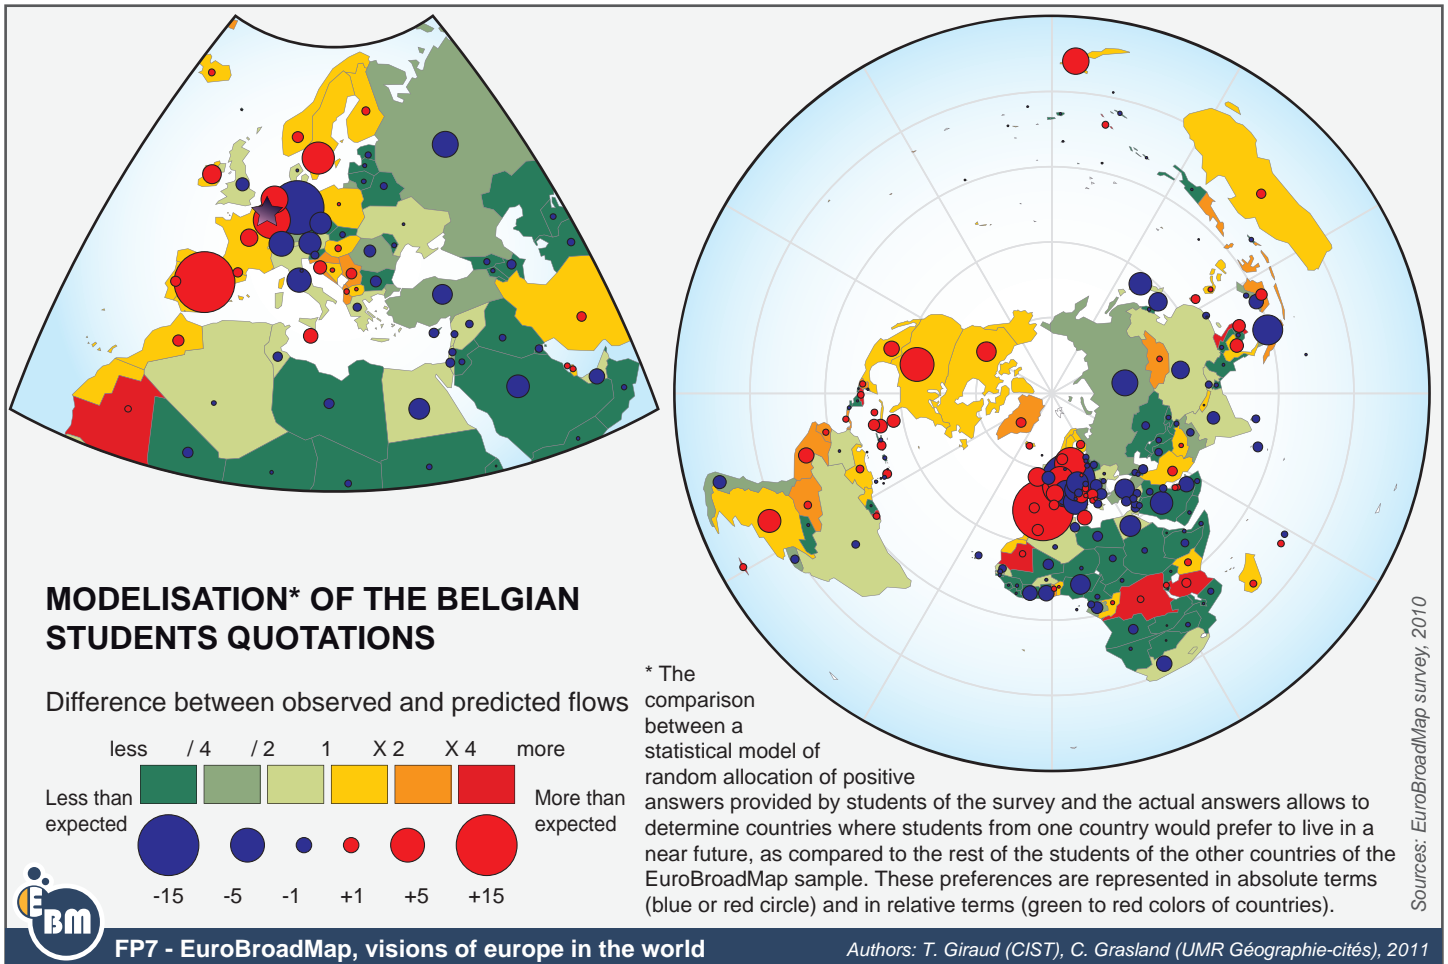 MODELISATION* OF THE BELGIAN
STUDENTS QUOTATIONS
Difference between observed and predicted flows
less / 4 / 2 1 X 2 X 4 more
Less than
expected
More than
expected
-15 -5 -1 +1 +5 +15
* The
comparison
between a
statistical model of
random allocation of positive
answers provided by students of the survey and the actual answers allows to
determine countries where students from one country would prefer to live in a
near future, as compared to the rest of the students of the other countries of the
EuroBroadMap sample. These preferences are represented in absolute terms
(blue or red circle) and in relative terms (green to red colors of countries).
Sources: EuroBroadMap survey, 2010
EBM
FP7 - EuroBroadMap, visions of europe in the world
Authors: T. Giraud (CIST), C. Grasland (UMR Géographie-cités), 2011